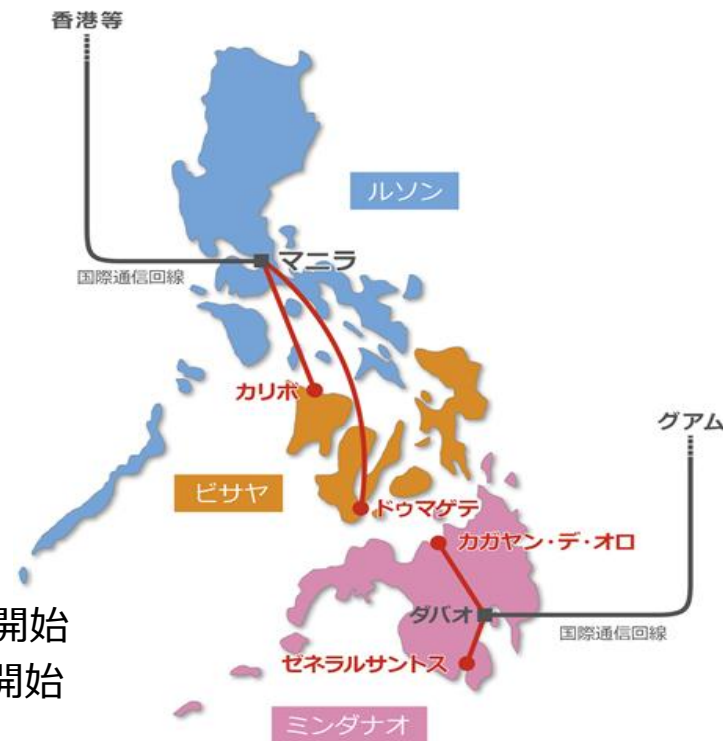 香港等
ルソン
マニラ
国際通信回線
カリボ
グアム
ビサヤ
ドゥマゲテ
カガヤン・デ・オロ
開始
ダバオ
国際通信回線
ゼネラルサントス
開始
ミンダナオ